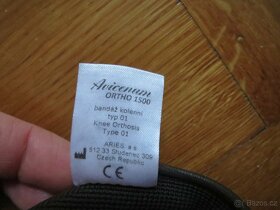 Avicenum
ORTHO 1500
bandáž kolenní
typ 01
Knee Orthosis
Type 01
ARIES, a.s.
512 33 Studenec 309
Czech Republic
CE
bazoš.cz